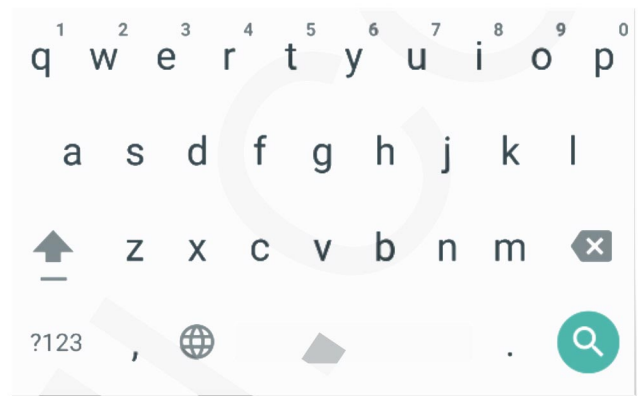 1 2 3 4 5 6 7 8 9 0
q w e r t y u i o p
a s d f g h j k l
z x c v b n m
?123 , .